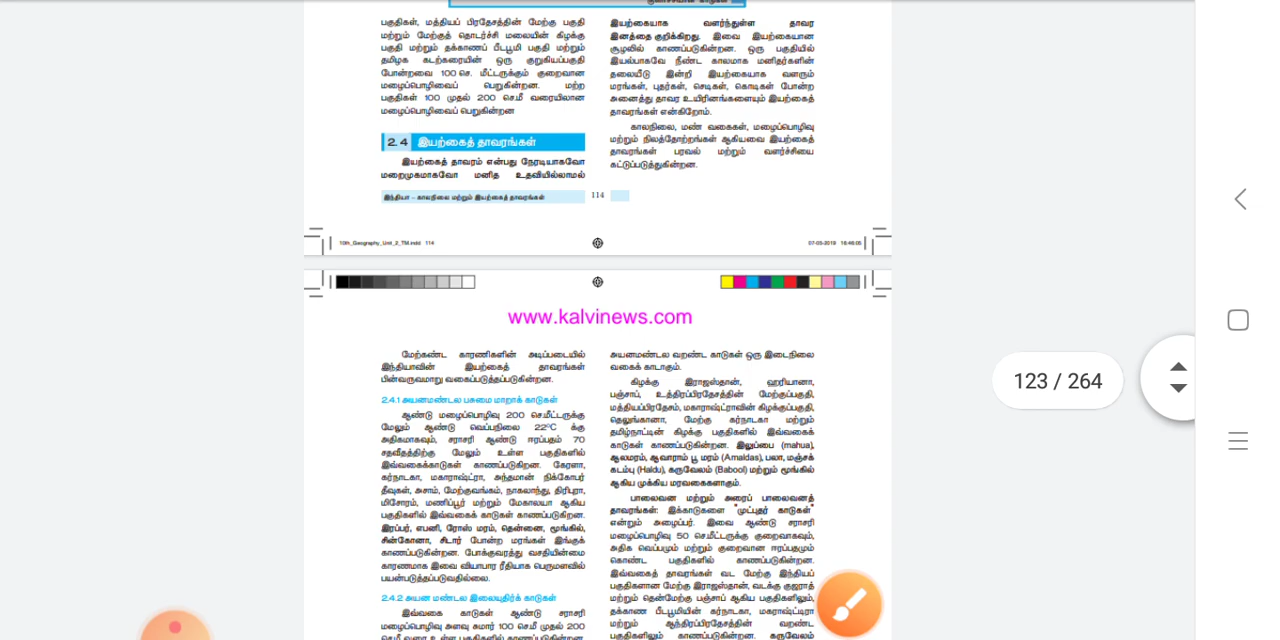 பகுதிகள், மத்தியப் பிரதேசத்தின் மேற்கு பகுதி
மற்றும் மேற்குத் தொடர்ச்சி மலையின் கிழக்கு
பகுதி மற்றும் தக்காணப் பீடபூமி பகுதி மற்றும்
தமிழக கடற்கரையின் ஒரு குறுகியப்பகுதி
போன்றவை 100 செ. மீட்டருக்கும் குறைவான
மழைப்பொழிவைப் பெறுகின்றன. மற்ற
பகுதிகள் 100 முதல் 200 செ.மீ வரையிலான
மழைப்பொழிவைப் பெறுகின்றன
2.4 இயற்கைத் தாவரங்கள்
இயற்கைத் தாவரம் என்பது நேரடியாகவோ
மறைமுகமாகவோ மனித உதவியில்லாமல்
இயற்கையாக வளர்ந்துள்ள தாவர
இனத்தை குறிக்கிறது. இவை இயற்கையான
சூழலில் காணப்படுகின்றன. ஒரு பகுதியில்
இயல்பாகவே நீண்ட காலமாக மனிதர்களின்
தலையீடு இன்றி இயற்கையாக வளரும்
மரங்கள், புதர்கள், செடிகள், கொடிகள் போன்ற
அனைத்து தாவர உயிரினங்களையும் இயற்கைத்
தாவரங்கள் என்கிறோம்.
காலநிலை, மண் வகைகள், மழைப்பொழிவு
மற்றும் நிலத்தோற்றங்கள் ஆகியவை இயற்கைத்
தாவரங்கள் பரவல் மற்றும் வளர்ச்சியை
கட்டுப்படுத்துகின்றன.
இந்தியா – காலநிலை மற்றும் இயற்கைத் தாவரங்கள் 114
10th_Geography_Unit_2_TM.indd 114 07-05-2019 16:46:05
www.kalvinews.com
மேற்கண்ட காரணிகளின் அடிப்படையில்
இந்தியாவின் இயற்கைத் தாவரங்கள்
பின்வருவமாறு வகைப்படுத்தப்படுகின்றன.
2.4.1 அயனமண்டல பசுமை மாறாக் காடுகள்
ஆண்டு மழைப்பொழிவு 200 செ.மீட்டருக்கு
மேலும் ஆண்டு வெப்பநிலை 22°C க்கு
அதிகமாகவும், சராசரி ஆண்டு ஈரப்பதம் 70
சதவீதத்திற்கு மேலும் உள்ள பகுதிகளில்
இவ்வகைக்காடுகள் காணப்படுகிறன. கேரளா,
கர்நாடகா, மகாராஷ்ட்ரா, அந்தமான் நிக்கோபர்
தீவுகள், அசாம், மேற்குவங்கம், நாகலாந்து, திரிபுரா,
மிசோரம், மணிப்பூர் மற்றும் மேகாலயா ஆகிய
பகுதிகளில் இவ்வகைக் காடுகள் காணப்படுகின்றன.
இரப்பர், எபனி, ரோஸ் மரம், தென்னை, மூங்கில்,
சின்கோனா, சிடார் போன்ற மரங்கள் இங்குக்
காணப்படுகின்றன. போக்குவரத்து வசதியின்மை
காரணமாக இவை வியாபார ரீதியாக பெருமளவில்
பயன்படுத்தப்படுவதில்லை.
2.4.2 அயன மண்டல இலையுதிர்க் காடுகள்
இவ்வகை காடுகள் ஆண்டு சராசரி
மழைப்பொழிவு அளவு சுமார் 100 செ.மீ முதல் 200
செ.மீ வரை உள்ள பகுதிகளில் காணப்படுகின்றன.
அயனமண்டல வறண்ட காடுகள் ஒரு இடைநிலை
வகைக் காடாகும்.
கிழக்கு இராஜஸ்தான், ஹரியானா,
பஞ்சாப், உத்திரப்பிரதேசத்தின் மேற்குப்பகுதி,
மத்தியப்பிரதேசம், மகாராஷ்ட்ராவின் கிழக்குப்பகுதி,
தெலுங்கானா, மேற்கு கர்நாடகா மற்றும்
தமிழ்நாட்டின் கிழக்கு பகுதிகளில் இவ்வகைக்
காடுகள் காணப்படுகின்றன. இலுப்பை (mahua),
ஆலமரம், ஆவாராம் பூ மரம் (Amaldas), பலா, மஞ்சக்
கடம்பு (Haldu), கருவேலம் (Babool) மற்றும் மூங்கில்
ஆகிய முக்கிய மரவகைகளாகும்.
பாலைவன மற்றும் அரைப் பாலைவனத்
தாவரங்கள்: இக்காடுகளை "முட்புதர் காடுகள்"
என்றும் அழைப்பர். இவை ஆண்டு சராசரி
மழைப்பொழிவு 50 செ.மீட்டருக்கு குறைவாகவும்,
அதிக வெப்பமும் மற்றும் குறைவான ஈரப்பதமும்
கொண்ட பகுதிகளில் காணப்படுகின்றன.
இவ்வகைத் தாவரங்கள் வட மேற்கு இந்தியப்
பகுதிகளான மேற்கு இராஜஸ்தான், வடக்கு குஜராத்
மற்றும் தென்மேற்கு பஞ்சாப் ஆகிய பகுதிகளிலும்,
தக்காண பீடபூமியின் கர்நாடகா, மகராஷ்ட்டிரா
மற்றும் ஆந்திரப்பிரதேசத்தின் வறண்ட
பகுதிகளிலும் காணப்படுகின்றன. கருவேலம்
123 / 264